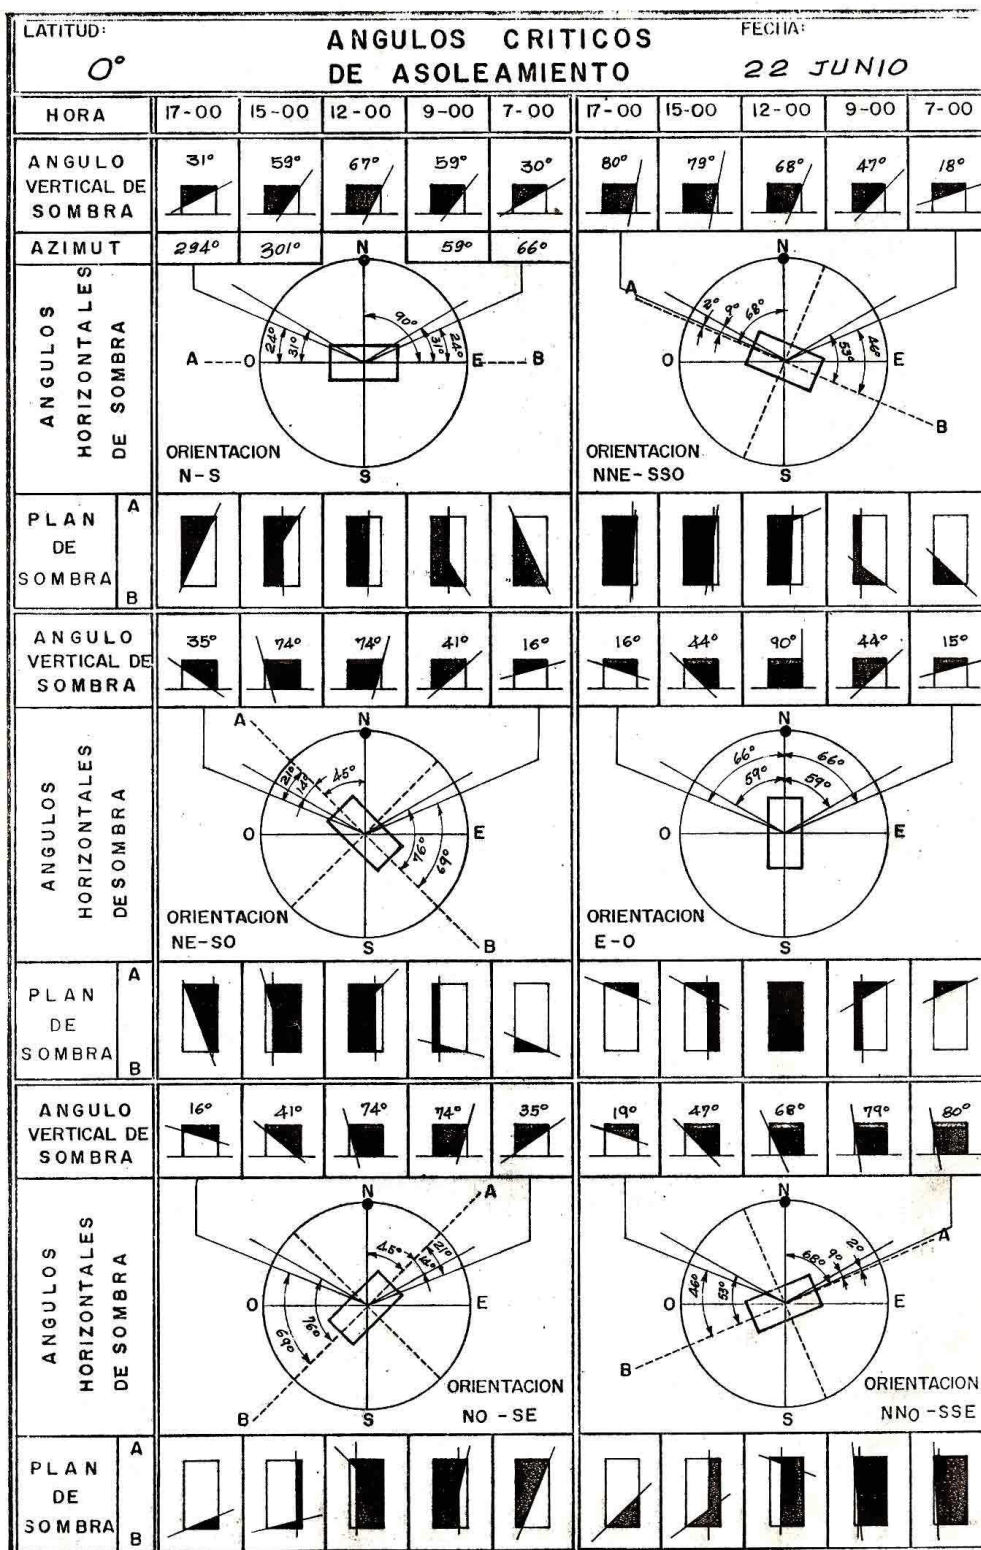 LATITUD:
0°
ANGULOS CRITICOS
DE ASOLEAMIENTO
FECHA:
22 JUNIO
HORA 17-00 15-00 12-00 9-00 7-00 17-00 15-00 12-00 9-00 7-00
ANGULO
VERTICAL DE
SOMBRA
31° 59° 67° 59° 30° 80° 79° 68° 47° 18°
AZIMUT 294° 301° 59° 66°
ANGULOS
HORIZONTALES
DE SOMBRA
N
A O E B
24° 31° 90° 31° 24°
ORIENTACION
N-S
S
N
A
2° 9° 68°
O E
53° 46°
B
ORIENTACION
NNE-SSO
S
PLAN
DE
SOMBRA
A
B
ANGULO
VERTICAL DE
SOMBRA
35° 74° 74° 41° 16° 16° 44° 90° 44° 15°
ANGULOS
HORIZONTALES
DE SOMBRA
A
N
21° 14° 45°
O E
76° 69°
ORIENTACION
NE-SO
S
B
N
66° 66°
59° 59°
O E
ORIENTACION
E-O
S
PLAN
DE
SOMBRA
A
B
ANGULO
VERTICAL DE
SOMBRA
16° 41° 74° 74° 35° 19° 47° 68° 79° 80°
ANGULOS
HORIZONTALES
DE SOMBRA
N
A
45° 14° 21°
O E
69° 76°
ORIENTACION
NO - SE
B
S
N
A
68° 9° 2°
O E
46° 53°
B
ORIENTACION
NNO - SSE
S
PLAN
DE
SOMBRA
A
B